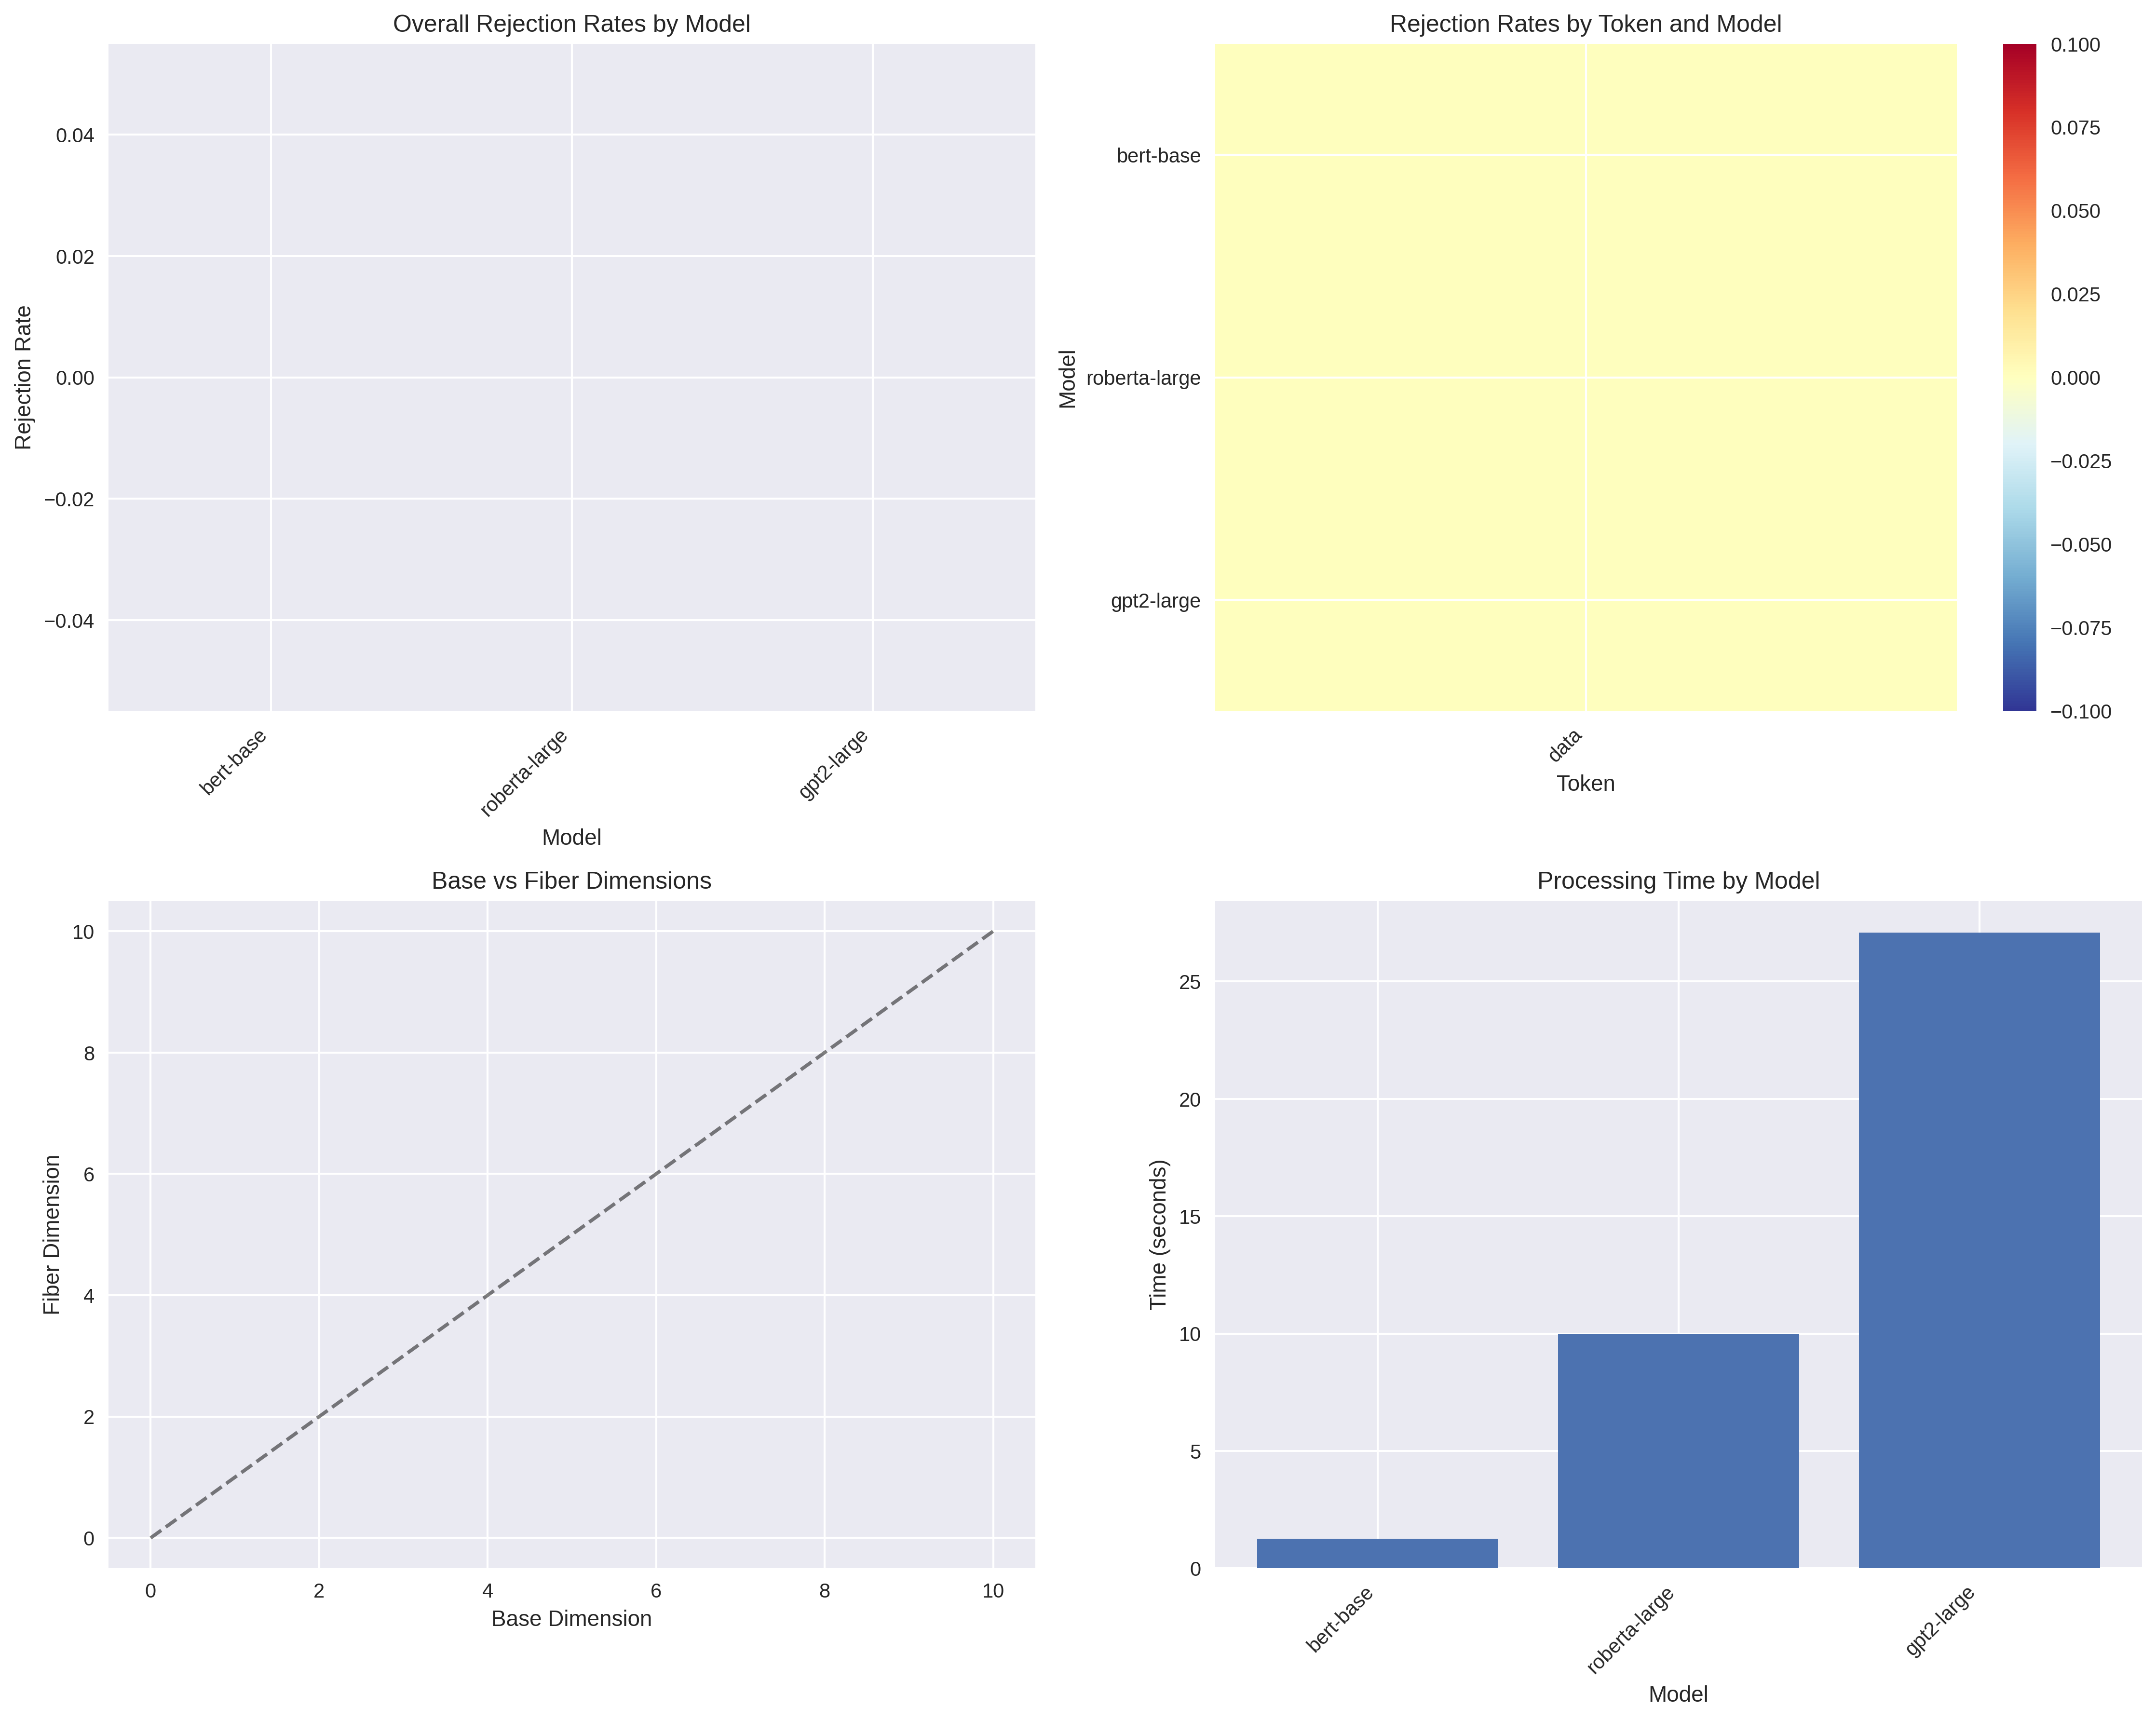 Overall Rejection Rates by Model
Rejection Rate
0.04
0.02
0.00
−0.02
−0.04
bert-base
roberta-large
gpt2-large
Model
Rejection Rates by Token and Model
Model
bert-base
roberta-large
gpt2-large
data
Token
0.100
0.075
0.050
0.025
0.000
−0.025
−0.050
−0.075
−0.100
Base vs Fiber Dimensions
Fiber Dimension
10
8
6
4
2
0
0 2 4 6 8 10
Base Dimension
Processing Time by Model
Time (seconds)
25
20
15
10
5
0
bert-base
roberta-large
gpt2-large
Model